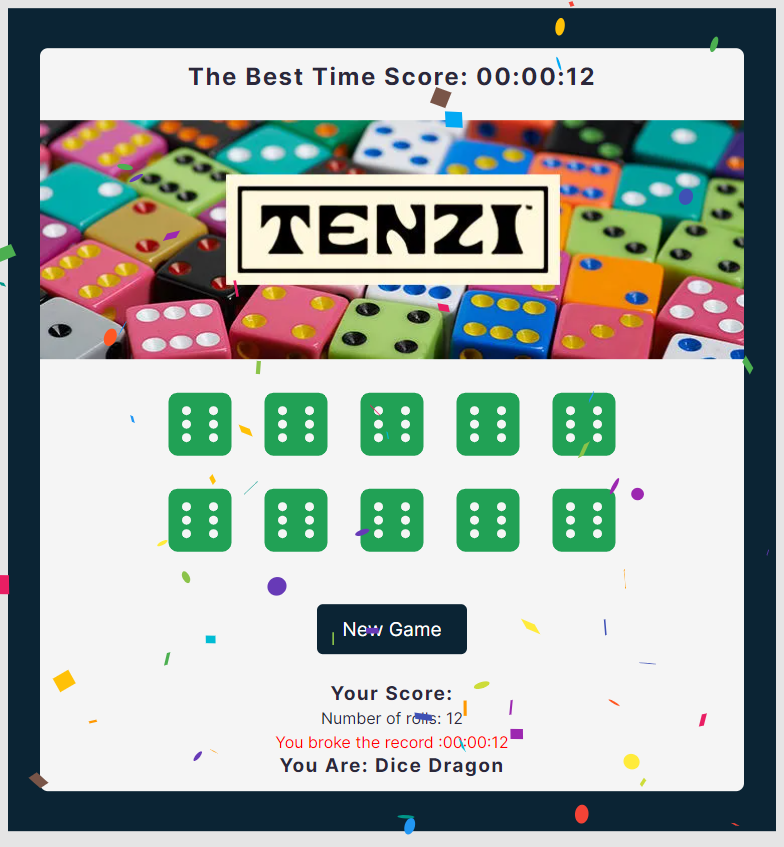 The Best Time Score: 00:00:12
TENZI™
New Game
Your Score:
Number of rolls: 12
You broke the record :00:00:12
You Are: Dice Dragon